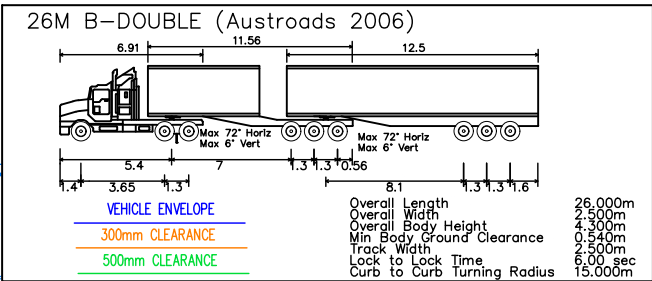 26M B-DOUBLE (Austroads 2006)
11.56
6.91
12.5
Max 72° Horiz
Max 6° Vert
Max 72° Horiz
Max 6° Vert
5.4
7
1.3
1.3
0.56
1.4
3.65
1.3
8.1
1.3
1.3
1.6
VEHICLE ENVELOPE
300mm CLEARANCE
500mm CLEARANCE
Overall Length 26.000m
Overall Width 2.500m
Overall Body Height 4.300m
Min Body Ground Clearance 0.540m
Track Width 2.500m
Lock to Lock Time 6.00 sec
Curb to Curb Turning Radius 15.000m